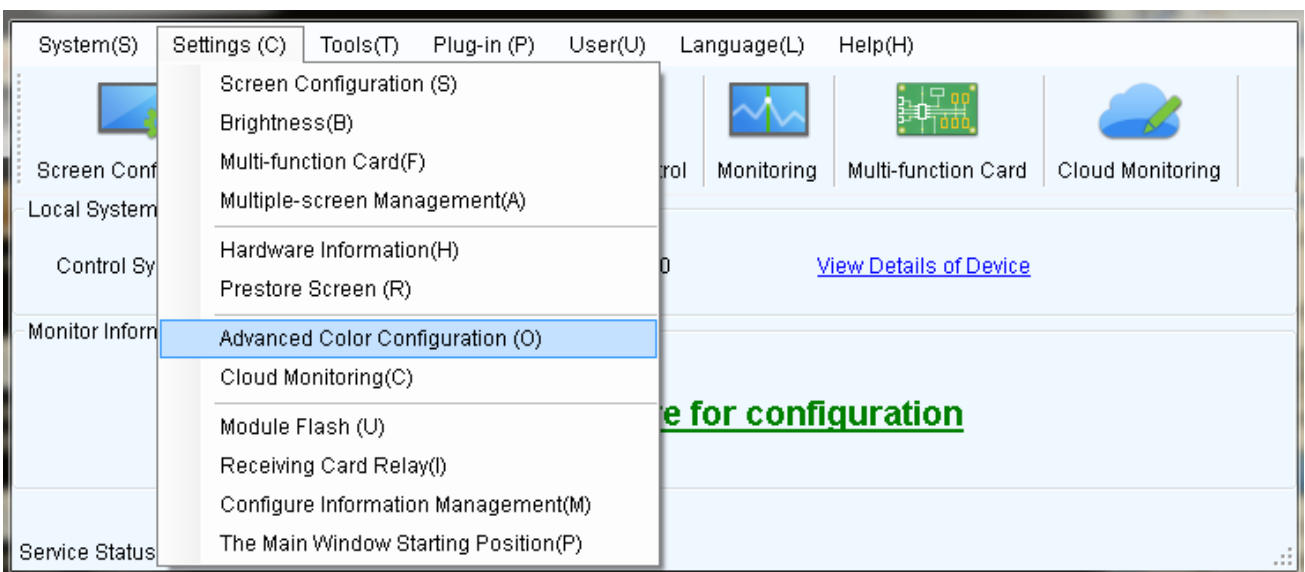 System(S) Settings (C) Tools(T) Plug-in (P) User(U) Language(L) Help(H)
Screen Configuration (S)
Brightness(B)
Multi-function Card(F)
Multiple-screen Management(A)
Hardware Information(H)
Prestore Screen (R)
Advanced Color Configuration (O)
Cloud Monitoring(C)
Module Flash (U)
Receiving Card Relay(I)
Configure Information Management(M)
The Main Window Starting Position(P)
Screen Conf rol Monitoring Multi-function Card Cloud Monitoring
Local System
Control Sy 0 View Details of Device
Monitor Inforn
e for configuration
Service Status